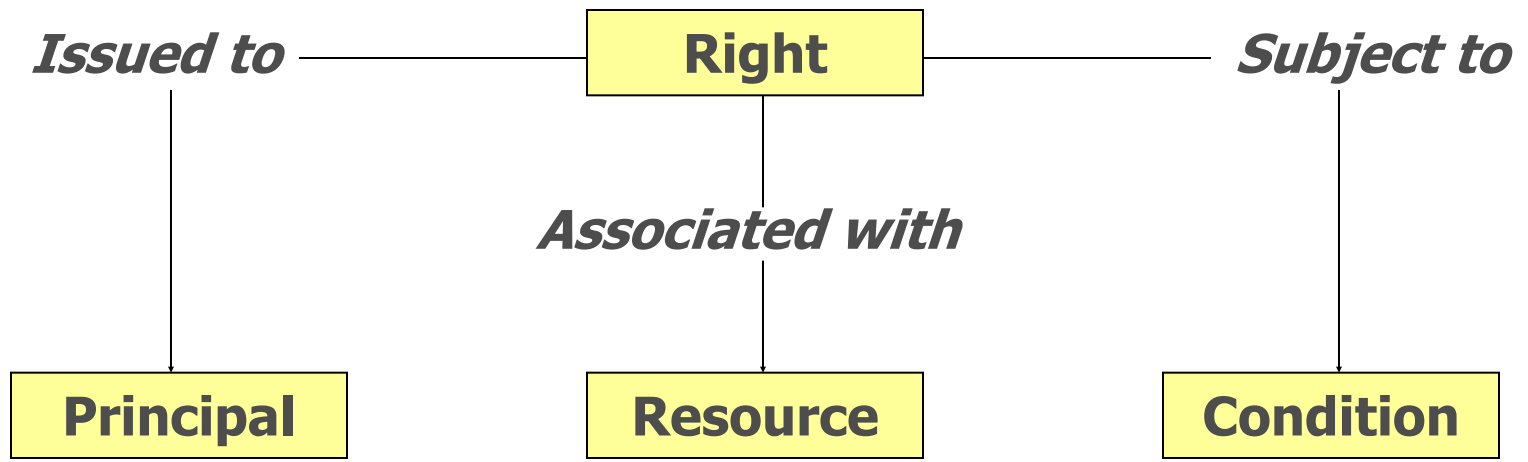 Issued to
Right
Subject to
Associated with
Principal
Resource
Condition